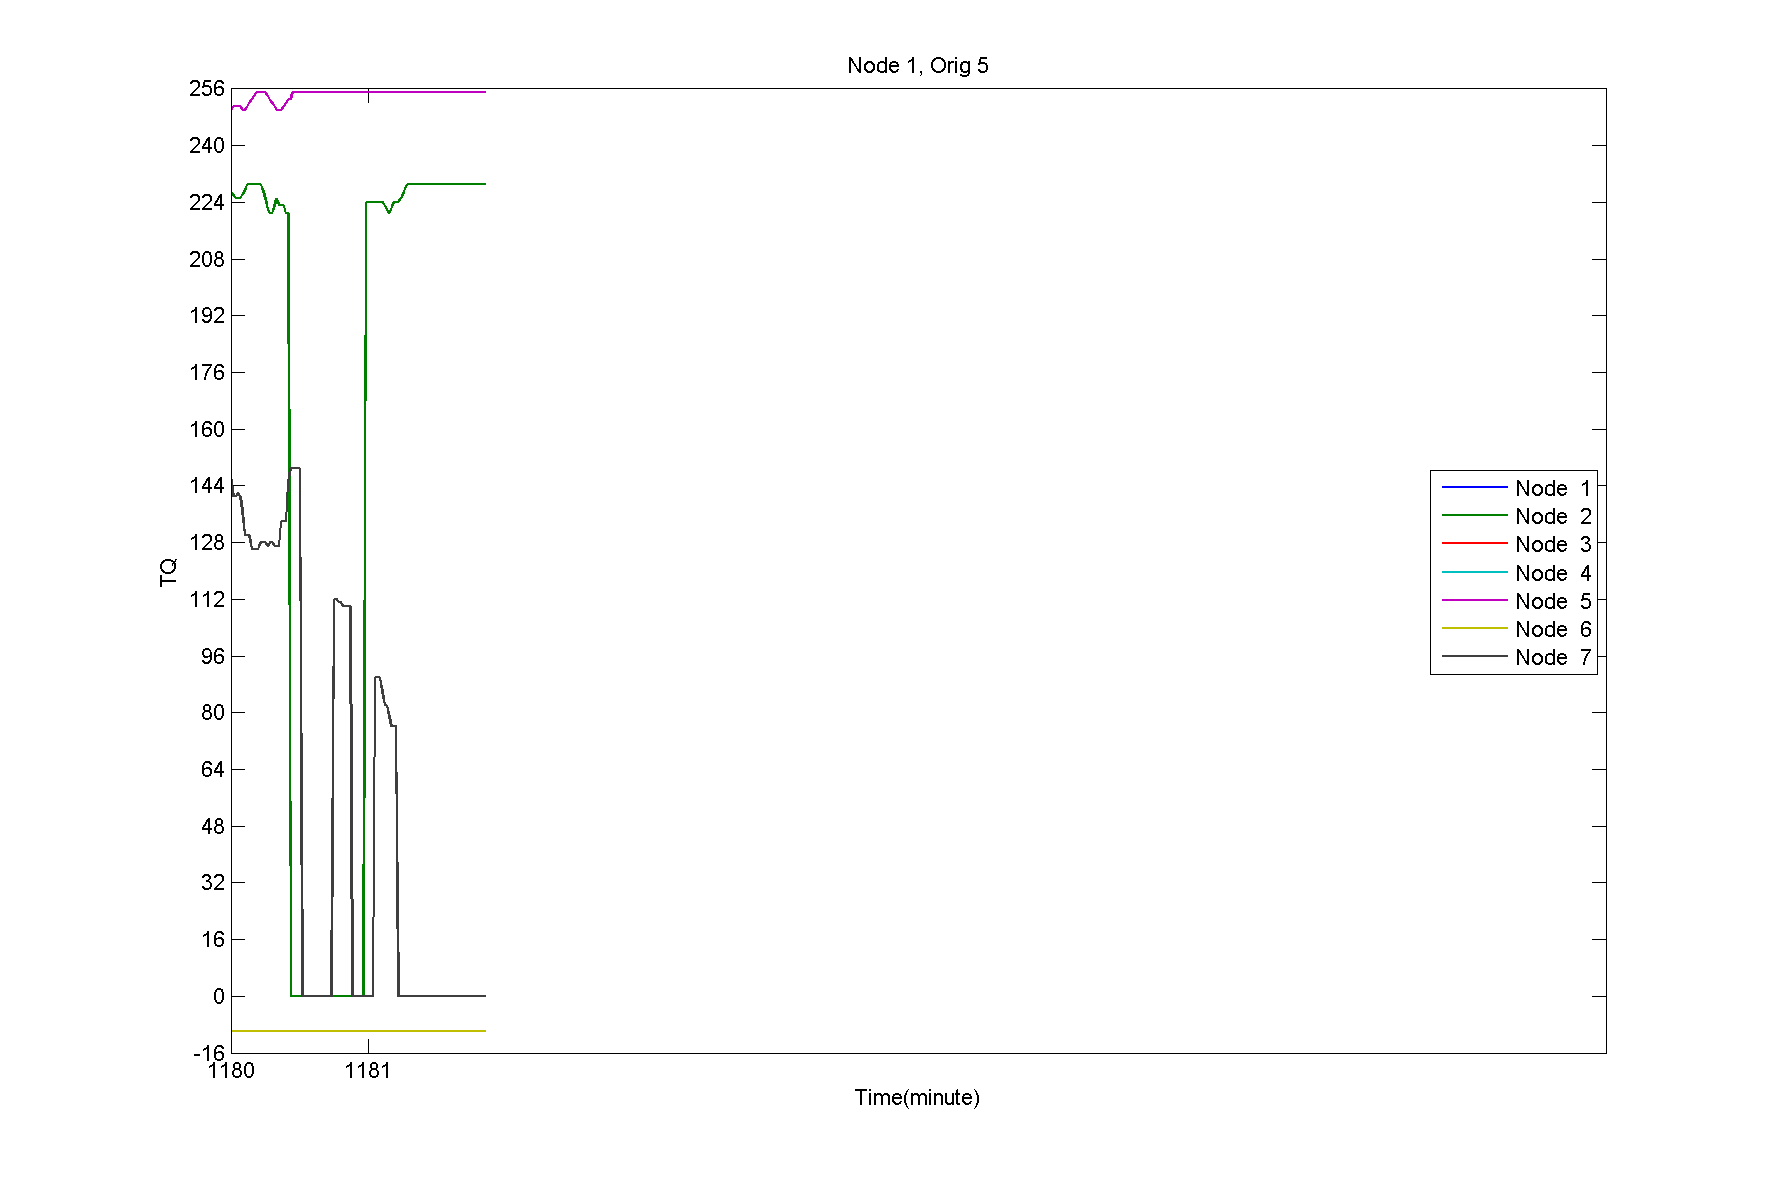 Node 1, Orig 5
256
240
224
208
192
176
160
144
128
112
96
80
64
48
32
16
0
-16
TQ
Node 1
Node 2
Node 3
Node 4
Node 5
Node 6
Node 7
1180 1181
Time(minute)